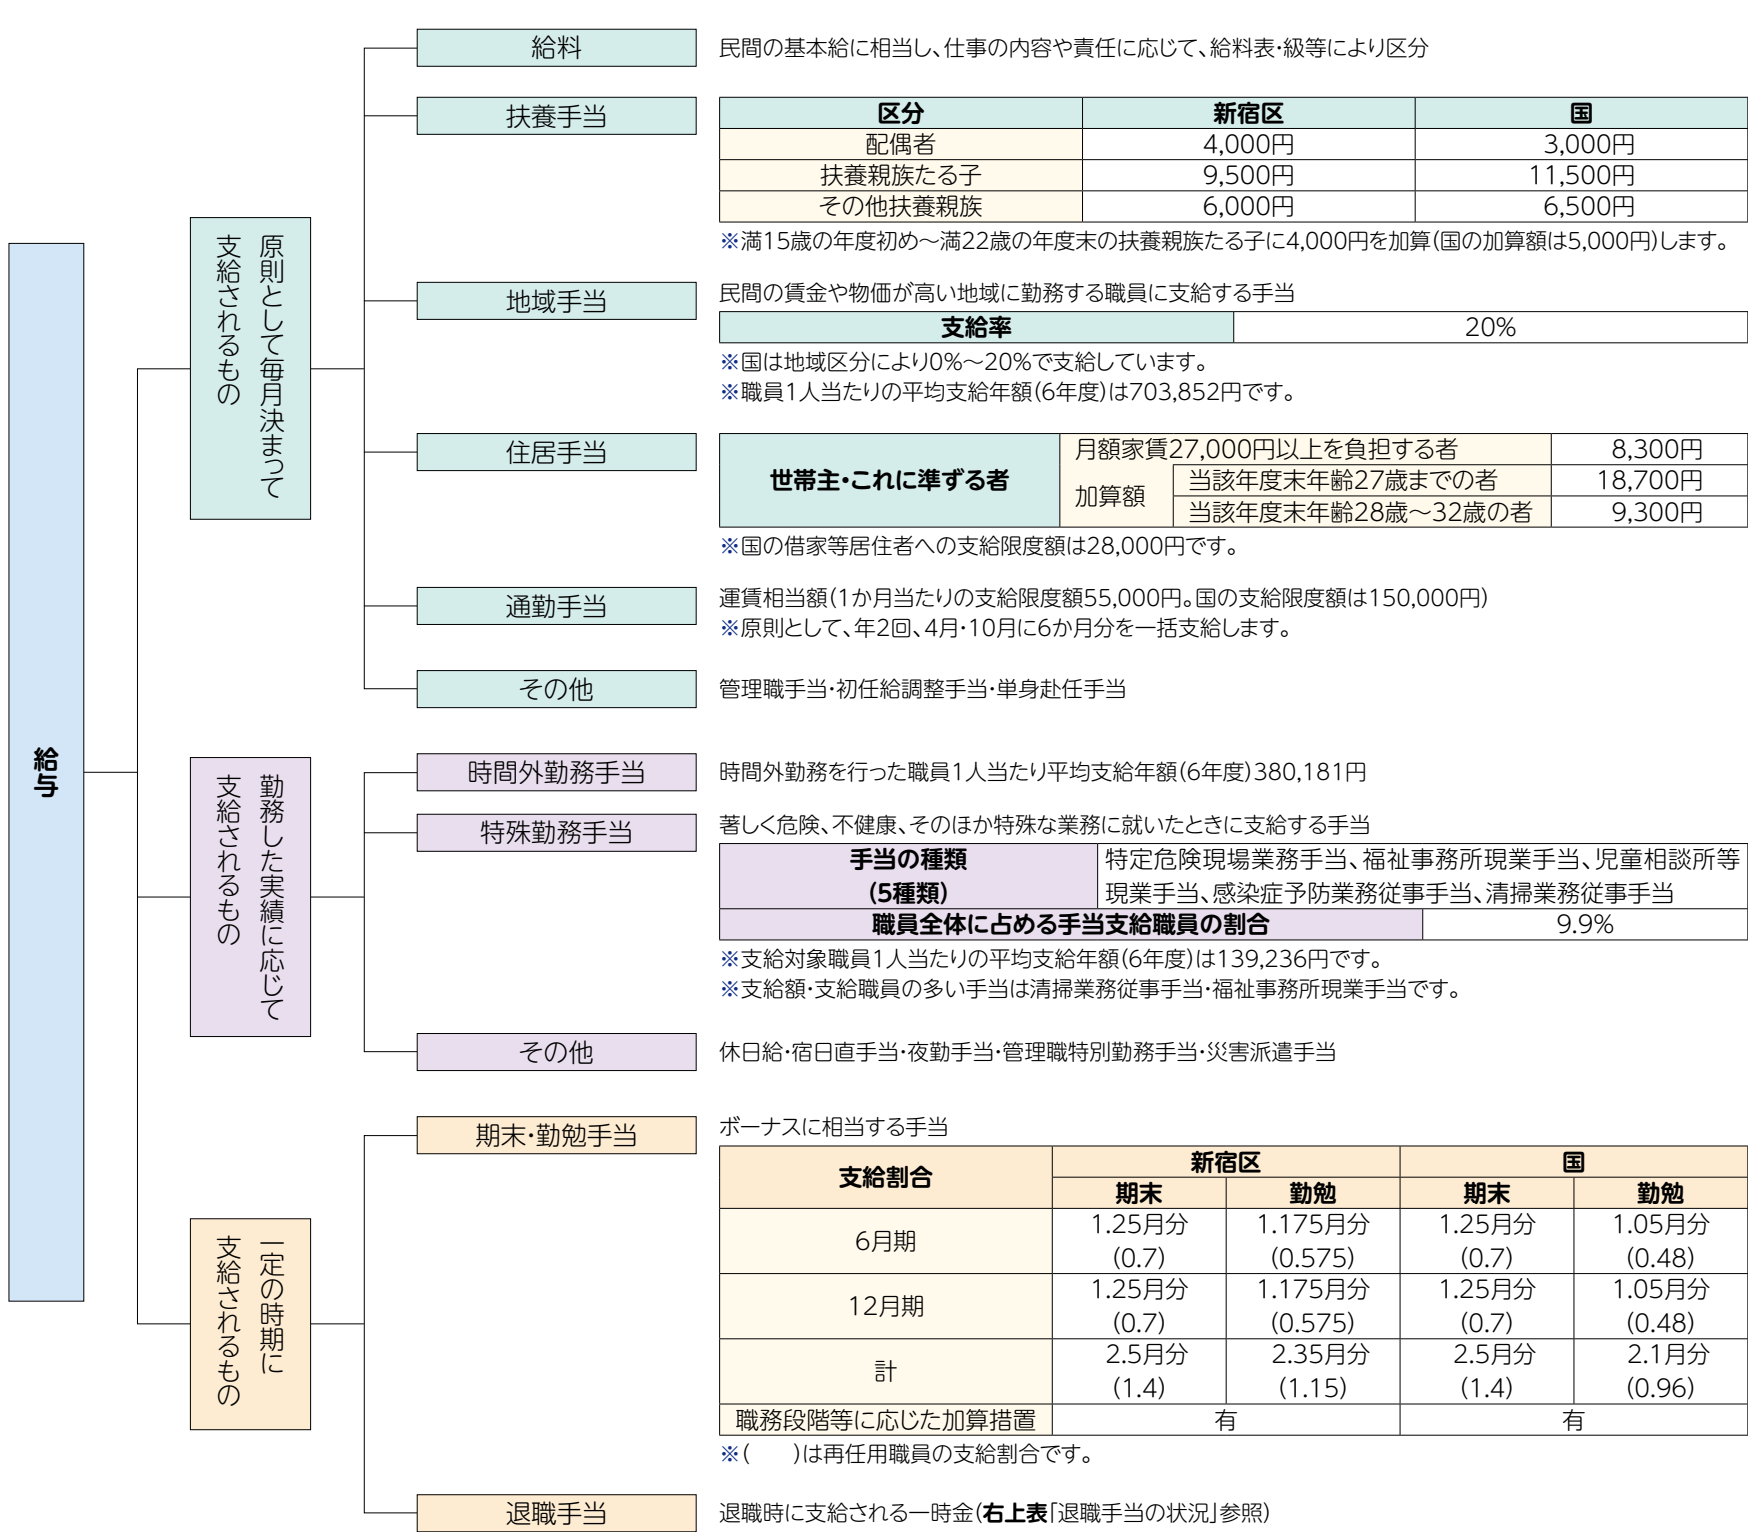 給与
原則として毎月決まって
支給されるもの
給料
民間の基本給に相当し、仕事の内容や責任に応じて、給料表・級等により区分
扶養手当
区分 新宿区 国
配偶者 4,000円 3,000円
扶養親族たる子 9,500円 11,500円
その他扶養親族 6,000円 6,500円
※満15歳の年度初め～満22歳の年度末の扶養親族たる子に4,000円を加算(国の加算額は5,000円)します。
地域手当
民間の賃金や物価が高い地域に勤務する職員に支給する手当
支給率 20%
※国は地域区分により0%～20%で支給しています。
※職員1人当たりの平均支給年額(6年度)は703,852円です。
住居手当
世帯主・これに準ずる者
月額家賃27,000円以上を負担する者 8,300円
加算額
当該年度末年齢27歳までの者 18,700円
当該年度末年齢28歳～32歳の者 9,300円
※国の借家等居住者への支給限度額は28,000円です。
通勤手当
運賃相当額(1か月当たりの支給限度額55,000円。国の支給限度額は150,000円)
※原則として、年2回、4月・10月に6か月分を一括支給します。
その他
管理職手当・初任給調整手当・単身赴任手当
勤務した実績に応じて
支給されるもの
時間外勤務手当
時間外勤務を行った職員1人当たり平均支給年額(6年度)380,181円
特殊勤務手当
著しく危険、不健康、そのほか特殊な業務に就いたときに支給する手当
手当の種類
(5種類)
特定危険現場業務手当、福祉事務所現業手当、児童相談所等
現業手当、感染症予防業務従事手当、清掃業務従事手当
職員全体に占める手当支給職員の割合 9.9%
※支給対象職員1人当たりの平均支給年額(6年度)は139,236円です。
※支給額・支給職員の多い手当は清掃業務従事手当・福祉事務所現業手当です。
その他
休日給・宿日直手当・夜勤手当・管理職特別勤務手当・災害派遣手当
一定の時期に
支給されるもの
期末・勤勉手当
ボーナスに相当する手当
支給割合 新宿区 国
期末 勤勉 期末 勤勉
6月期
1.25月分 1.175月分 1.25月分 1.05月分
(0.7) (0.575) (0.7) (0.48)
12月期
1.25月分 1.175月分 1.25月分 1.05月分
(0.7) (0.575) (0.7) (0.48)
計
2.5月分 2.35月分 2.5月分 2.1月分
(1.4) (1.15) (1.4) (0.96)
職務段階等に応じた加算措置 有 有
※(　　)は再任用職員の支給割合です。
退職手当
退職時に支給される一時金(右上表「退職手当の状況」参照)